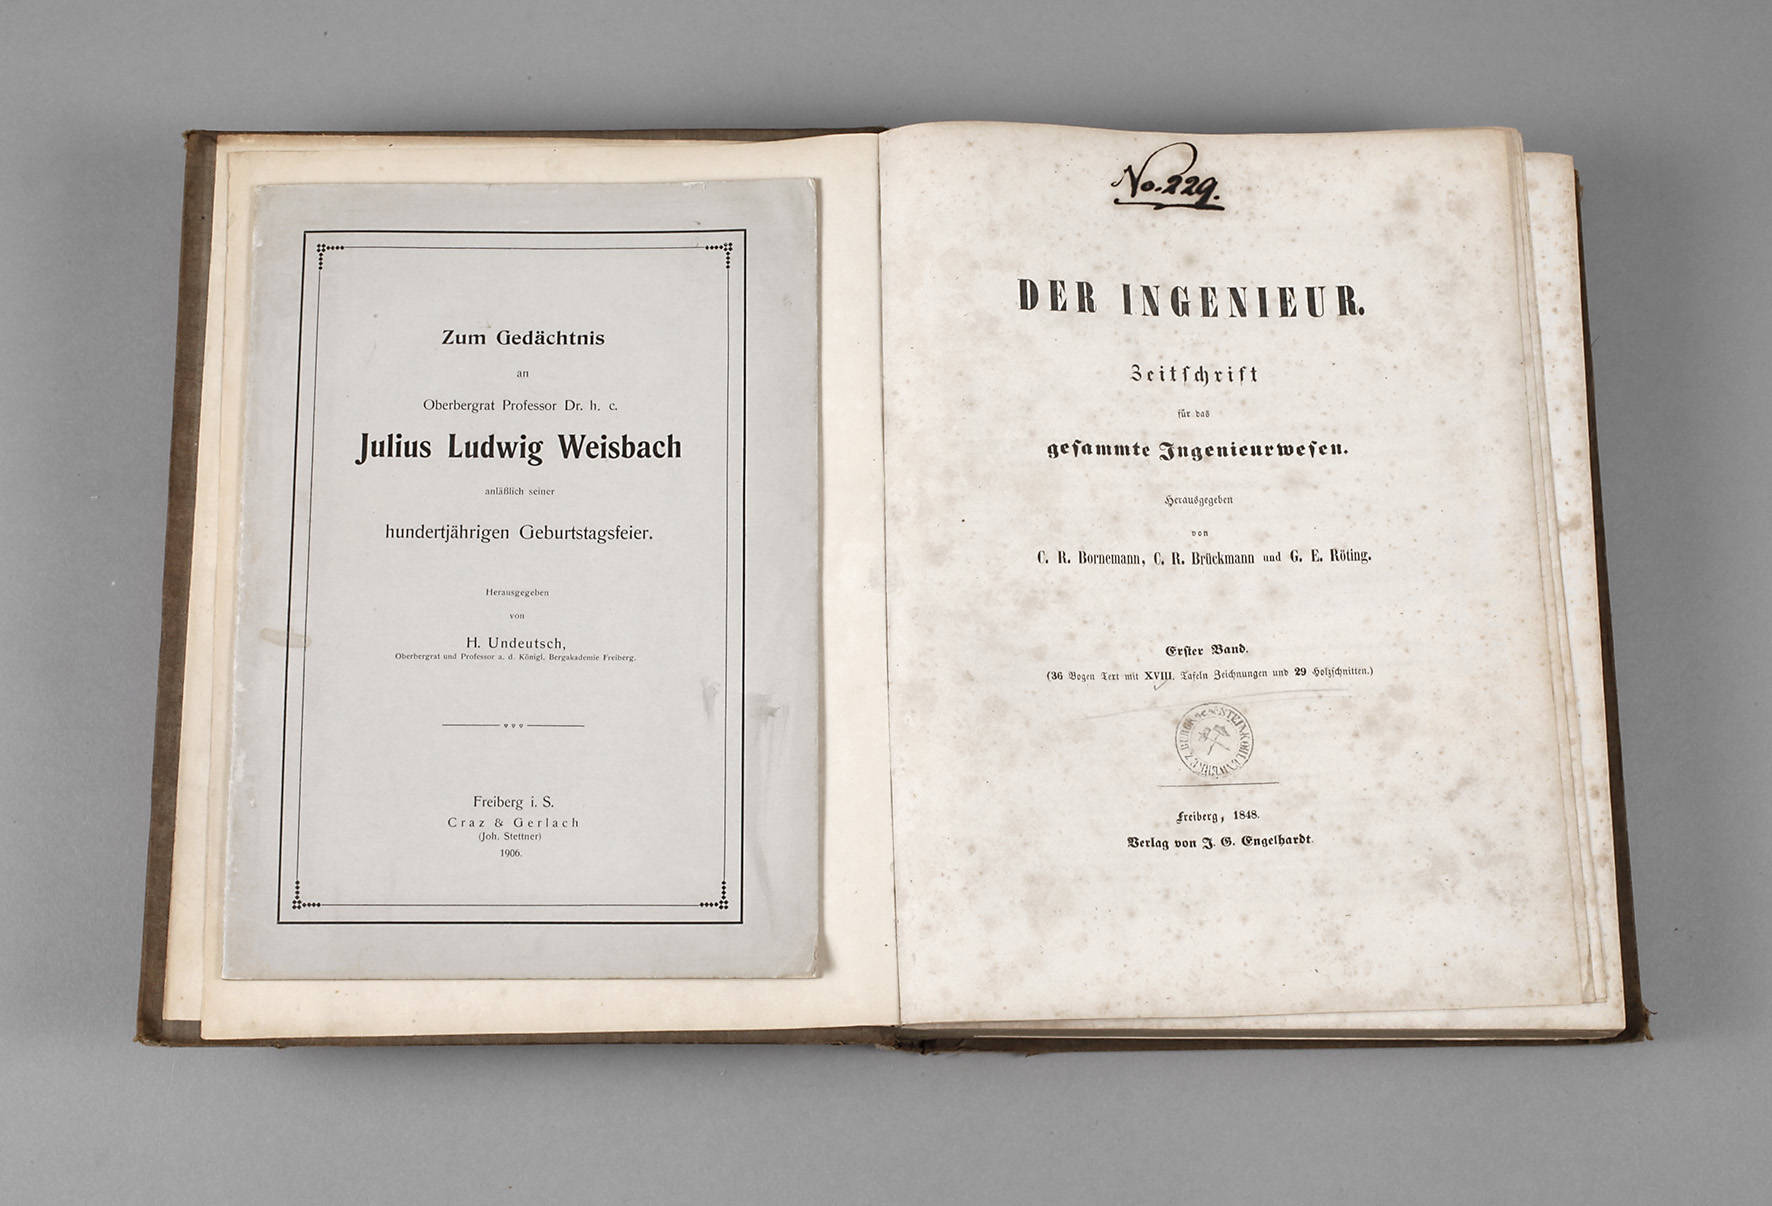 Zum Gedächtnis
an
Oberbergrat Professor Dr. h. c.
Julius Ludwig Weisbach
anläßlich seiner
hundertjährigen Geburtstagsfeier.
Herausgegeben
von
H. Undeutsch,
Oberbergrat und Professor a. d. Königl. Bergakademie Freiberg.
Freiberg i. S.
Craz & Gerlach
(Joh. Stettner)
1906.
No. 229.
DER INGENIEUR.
Zeitſchrift
für das
geſammte Ingenieurweſen.
Herausgegeben
von
C. R. Bornemann, C. R. Brückmann und G. E. Röting.
Erſter Band.
(36 Bogen Text mit XVIII. Tafeln Zeichnungen und 29 Holzſchnitten.)
STEINKOHLENWERK
Freiberg, 1848.
Verlag von J. G. Engelhardt.